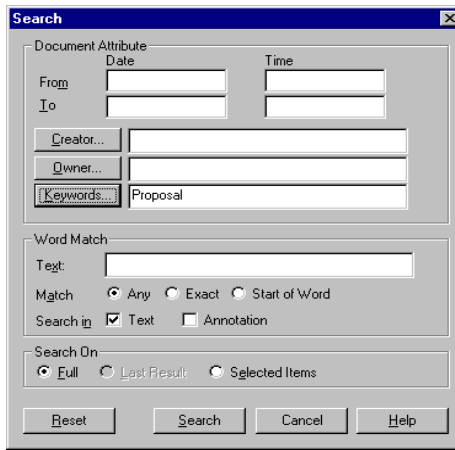 Search
Document Attribute
Date Time
From
To
Creator...
Owner...
Keywords... Proposal
Word Match
Text:
Match Any Exact Start of Word
Search in Text Annotation
Search On
Full Last Result Selected Items
Reset Search Cancel Help